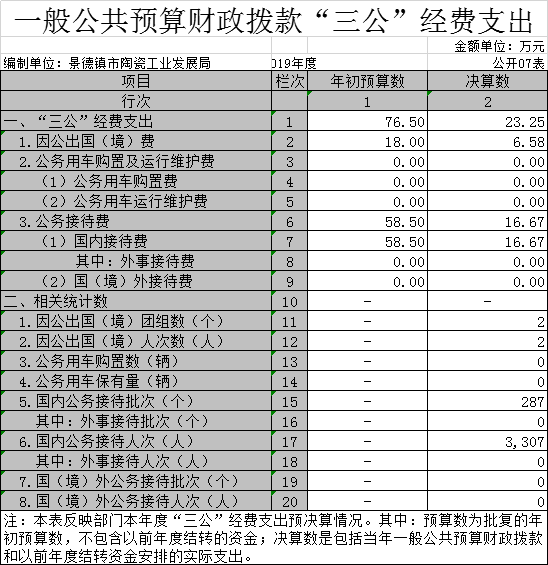 一般公共预算财政拨款“三公”经费支出
金额单位：万元
编制单位：景德镇市陶瓷工业发展局 2019年度 公开07表
项目 栏次 年初预算数 决算数
行次 1 2
一、“三公”经费支出 1 76.50 23.25
1.因公出国（境）费 2 18.00 6.58
2.公务用车购置及运行维护费 3 0.00 0.00
（1）公务用车购置费 4 0.00 0.00
（2）公务用车运行维护费 5 0.00 0.00
3.公务接待费 6 58.50 16.67
（1）国内接待费 7 58.50 16.67
其中：外事接待费 8 0.00 0.00
（2）国（境）外接待费 9 0.00 0.00
二、相关统计数 10 － －
1.因公出国（境）团组数（个） 11 － 2
2.因公出国（境）人次数（人） 12 － 2
3.公务用车购置数（辆） 13 － 0
4.公务用车保有量（辆） 14 － 0
5.国内公务接待批次（个） 15 － 287
其中：外事接待批次（个） 16 － 0
6.国内公务接待人次（人） 17 － 3,307
其中：外事接待人次（人） 18 － 0
7.国（境）外公务接待批次（个） 19 － 0
8.国（境）外公务接待人次（人） 20 － 0
注：本表反映部门本年度“三公”经费支出预决算情况。其中：预算数为批复的年
初预算数，不包含以前年度结转的资金；决算数是包括当年一般公共预算财政拨款
和以前年度结转资金安排的实际支出。